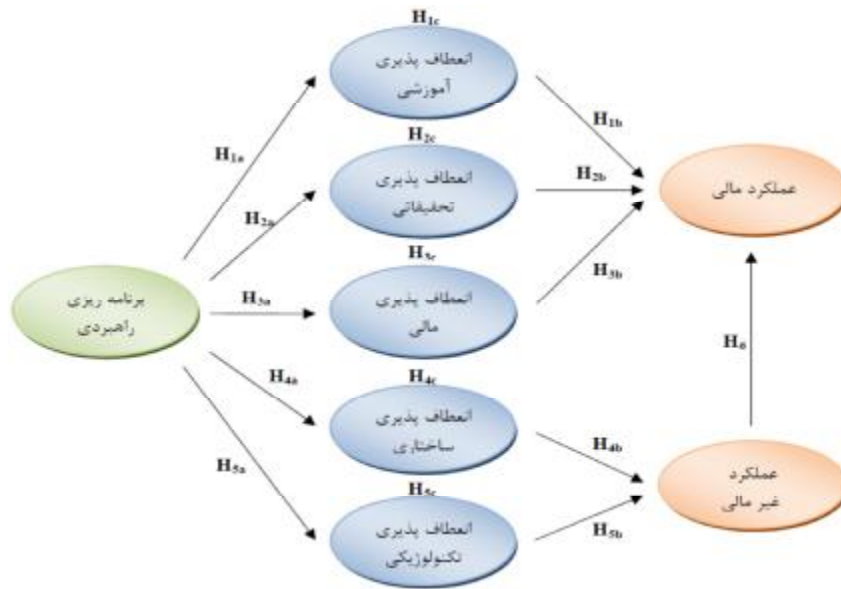 H1c
انعطاف پذیری
آموزشی
H1a
H1b
H2c
انعطاف پذیری
تحقیقاتی
H2a
H2b
عملکرد مالی
H3c
انعطاف پذیری
مالی
H3a
H3b
برنامه ریزی
راهبردی
H6
H4c
انعطاف پذیری
ساختاری
H4a
H4b
عملکرد
غیر مالی
H5c
انعطاف پذیری
تکنولوژیکی
H5a
H5b